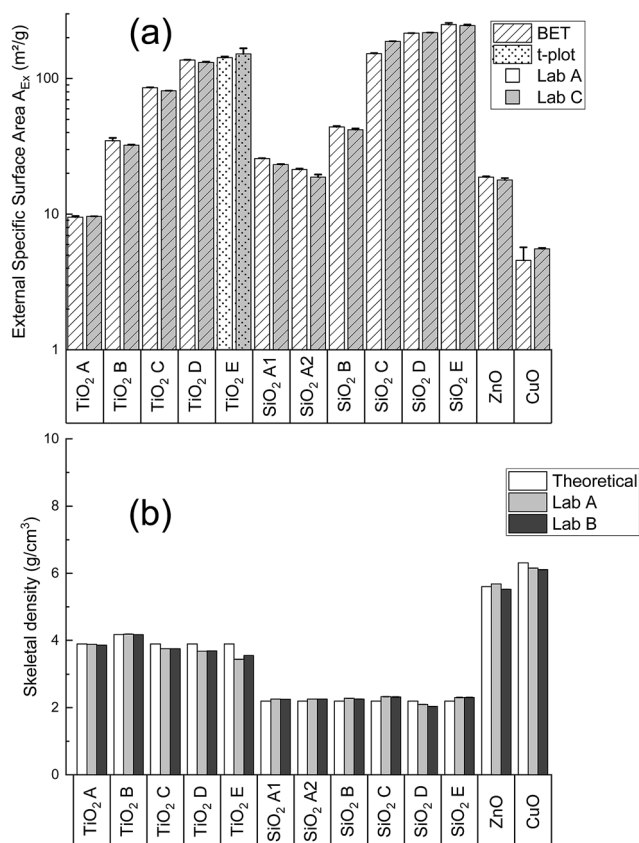 (a)
External Specific Surface Area A_Ex (m²/g)
100
10
1
BET
t-plot
Lab A
Lab C
TiO₂ A
TiO₂ B
TiO₂ C
TiO₂ D
TiO₂ E
SiO₂ A1
SiO₂ A2
SiO₂ B
SiO₂ C
SiO₂ D
SiO₂ E
ZnO
CuO
(b)
Skeletal density (g/cm³)
10
8
6
4
2
0
Theoretical
Lab A
Lab B
TiO₂ A
TiO₂ B
TiO₂ C
TiO₂ D
TiO₂ E
SiO₂ A1
SiO₂ A2
SiO₂ B
SiO₂ C
SiO₂ D
SiO₂ E
ZnO
CuO